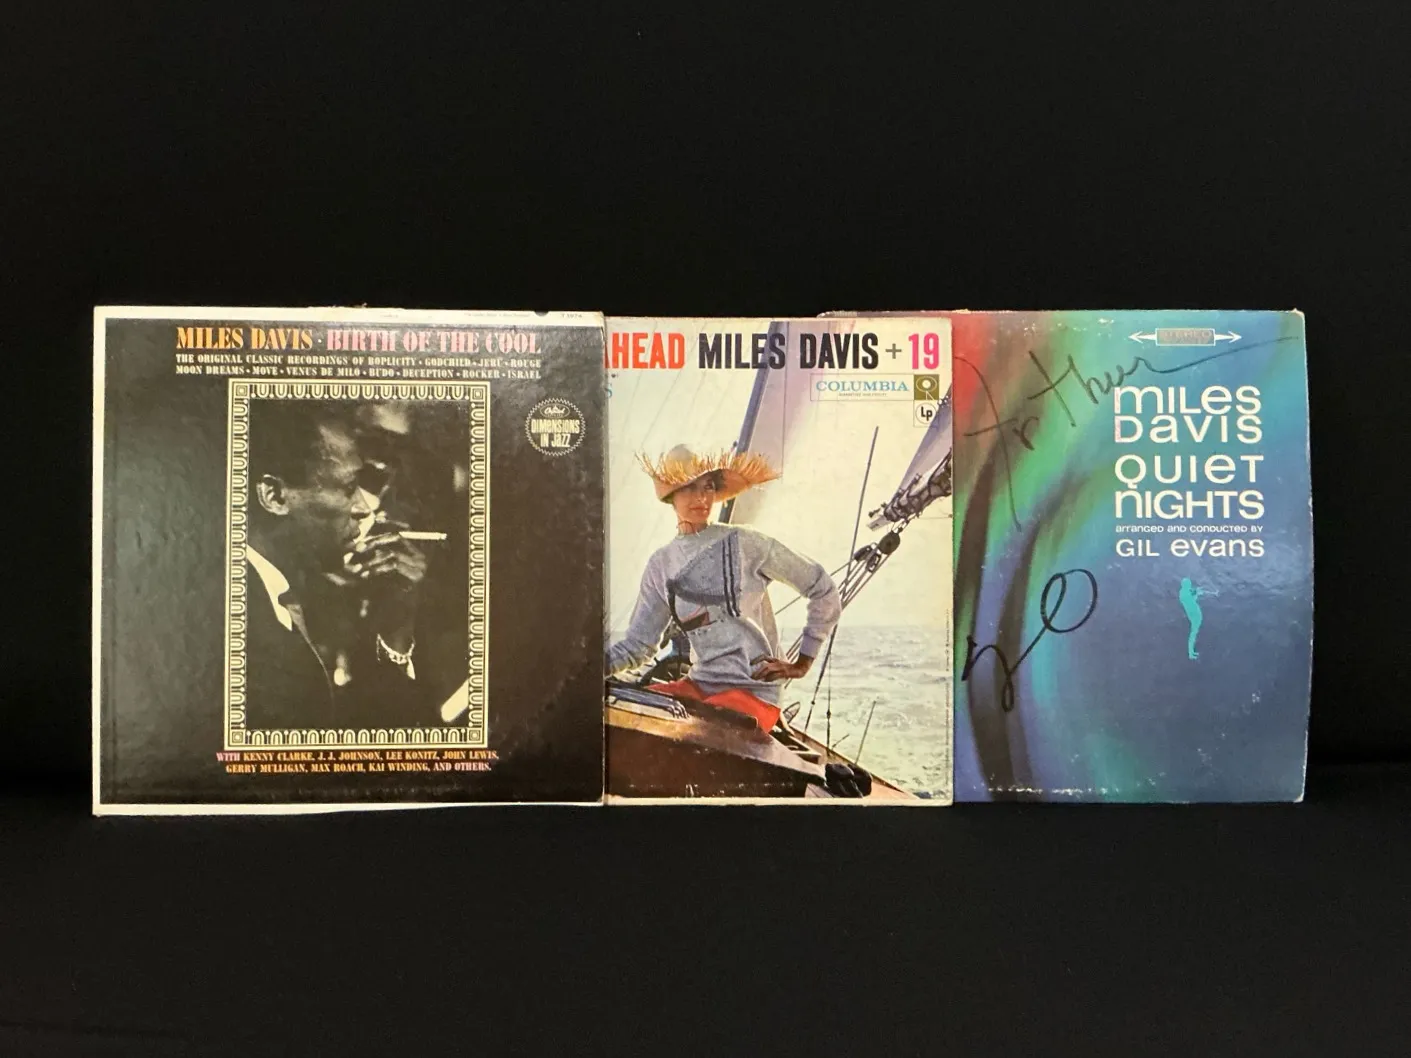 MILES DAVIS · BIRTH OF THE COOL
THE ORIGINAL CLASSIC RECORDINGS OF BOPLICITY · GODCHILD · JERU · ROUGE
MOON DREAMS · MOVE · VENUS DE MILO · BUDO · DECEPTION · ROCKER · ISRAEL
Capitol
DIMENSIONS
IN JAZZ
WITH KENNY CLARKE, J. J. JOHNSON, LEE KONITZ, JOHN LEWIS,
GERRY MULLIGAN, MAX ROACH, KAI WINDING, AND OTHERS.
AHEAD MILES DAVIS + 19
COLUMBIA
Lp
STEREO
Arthur
miles
Davis
Quiet
nights
arranged and conducted by
Gil evans